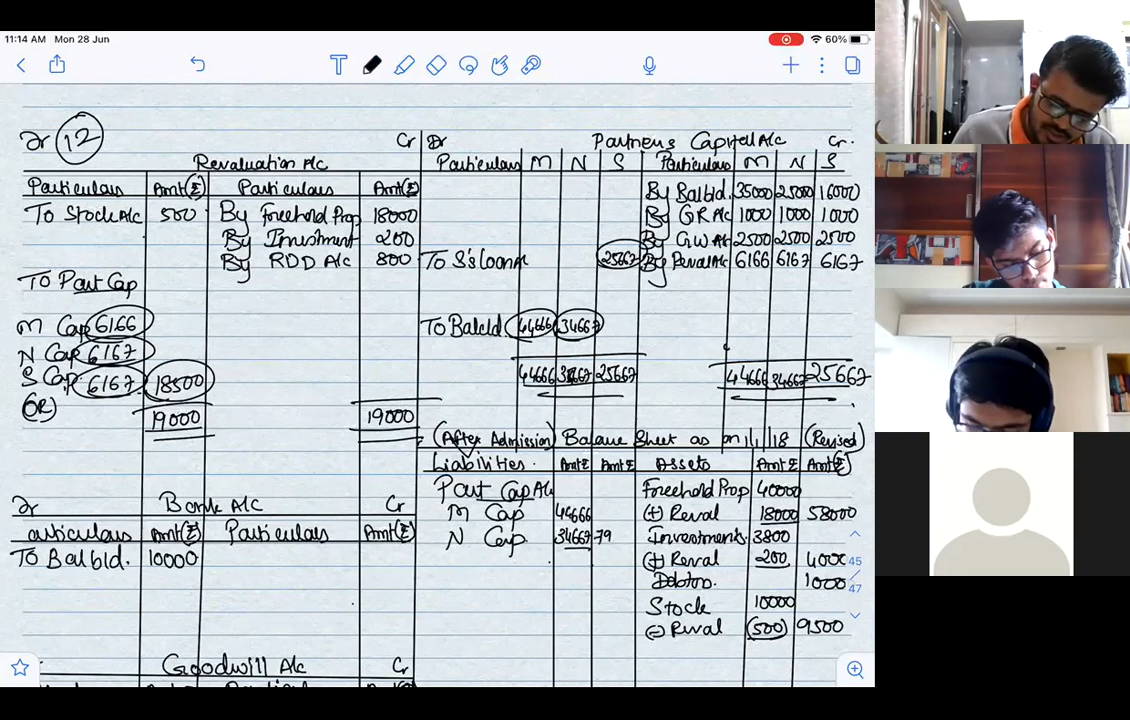 11:14 AM Mon 28 Jun
60%
Dr 12 Cr
Revaluation A/c
Particulars Amt(₹) Particulars Amt(₹)
To Stock A/c 500 By Freehold Prop 18000
By Investment 200
By RDD A/c 800
To Part Cap
M Cap 6166
N Cap 6167
S Cap 6167 18500
(OR)
19000 19000
Dr Partners Capital A/c Cr.
Particulars M N S Particulars M N S
By Balbld. 35000 25000 16000
By GR A/c 1000 1000 1000
By GW A/c 2500 2500 2500
To S's loan A 25667 By Reval A/c 6166 6167 6167
To Balcld. 44666 34667
44666 34667 25667 44666 34667 25667
Dr Bank A/c Cr
articulars Amt(₹) Particulars Amt(₹)
To Balbld. 10000
Goodwill A/c Cr
(After Admission) Balance Sheet as on 1/1/18 (Revised)
Liabilities. Amt₹ Amt₹ Assets Amt₹ Amt(₹)
Part Cap A/c Freehold Prop 40000
M Cap 44666 (+) Reval 18000 58000
N Cap 34667 79 Investments 3800
(+) Reval 200 4000
Debtors. 1000
Stock 10000
(-) Reval (500) 9500
45
/
47